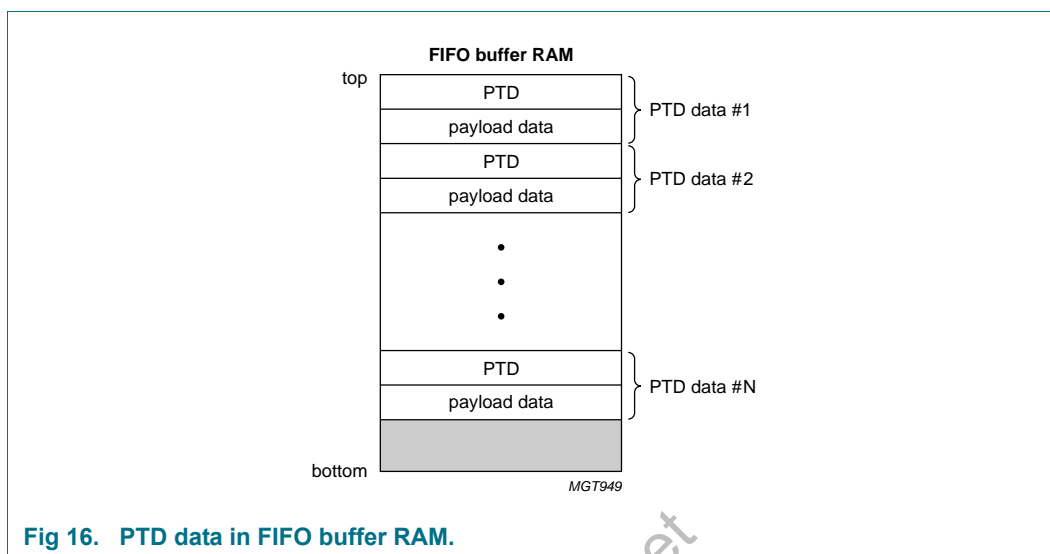 FIFO buffer RAM
top
PTD
payload data
PTD data #1
PTD
payload data
PTD data #2
PTD
payload data
PTD data #N
bottom
MGT949
Fig 16. PTD data in FIFO buffer RAM.
et